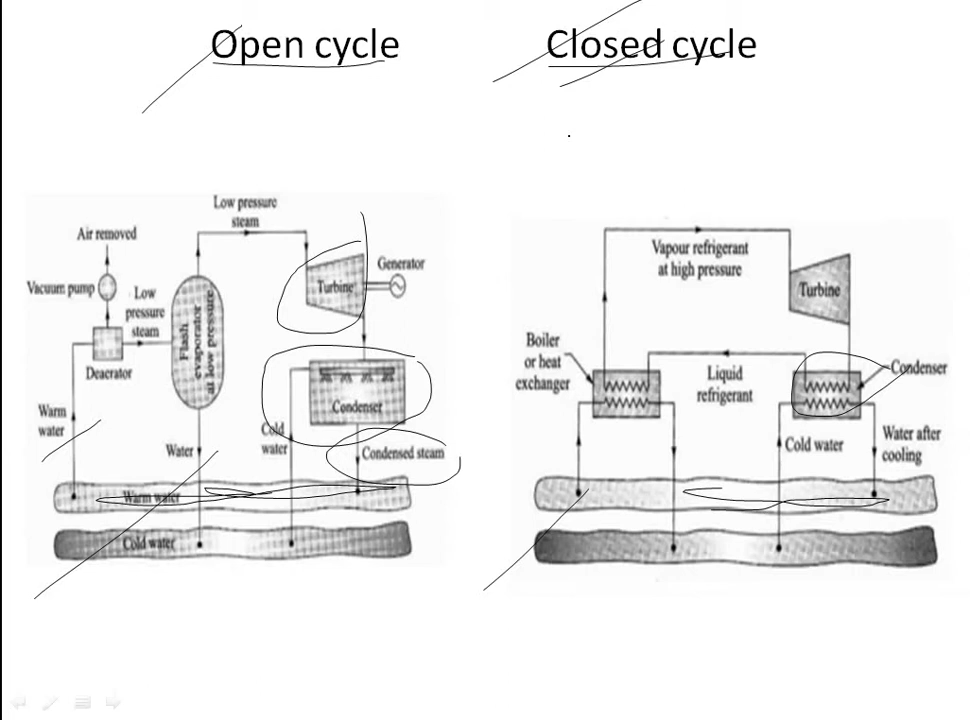 Open cycle
Closed cycle
Low pressure
steam
Air removed
Vacuum pump
Low
pressure
steam
Deacrator
Flash
evaporator
at low pressure
Turbine
Generator
Condenser
Warm
water
Water
Cold
water
Condensed steam
Warm water
Cold water
Vapour refrigerant
at high pressure
Turbine
Boiler
or heat
exchanger
Liquid
refrigerant
Condenser
Cold water
Water after
cooling